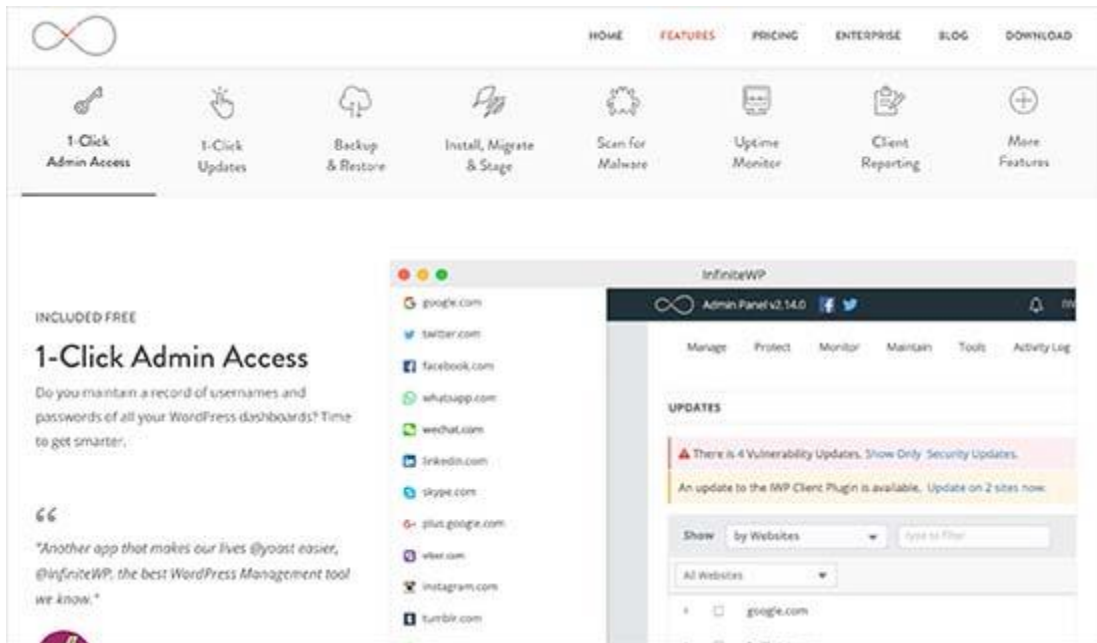 HOME FEATURES PRICING ENTERPRISE BLOG DOWNLOAD
1-Click
Admin Access
1-Click
Updates
Backup
& Restore
Install, Migrate
& Stage
Scan for
Malware
Uptime
Monitor
Client
Reporting
More
Features
INCLUDED FREE
1-Click Admin Access
Do you maintain a record of usernames and
passwords of all your WordPress dashboards? Time
to get smarter.
"Another app that makes our lives @yoast easier,
@infiniteWP, the best WordPress Management tool
we know."
InfiniteWP
google.com
twitter.com
facebook.com
whatsapp.com
wechat.com
linkedin.com
skype.com
plus.google.com
viber.com
instagram.com
tumblr.com
Admin Panel v2.14.0
Manage Protect Monitor Maintain Tools Activity Log
UPDATES
There is 4 Vulnerability Updates. Show Only Security Updates.
An update to the IWP Client Plugin is available. Update on 2 sites now.
Show by Websites type to filter
All Websites
google.com